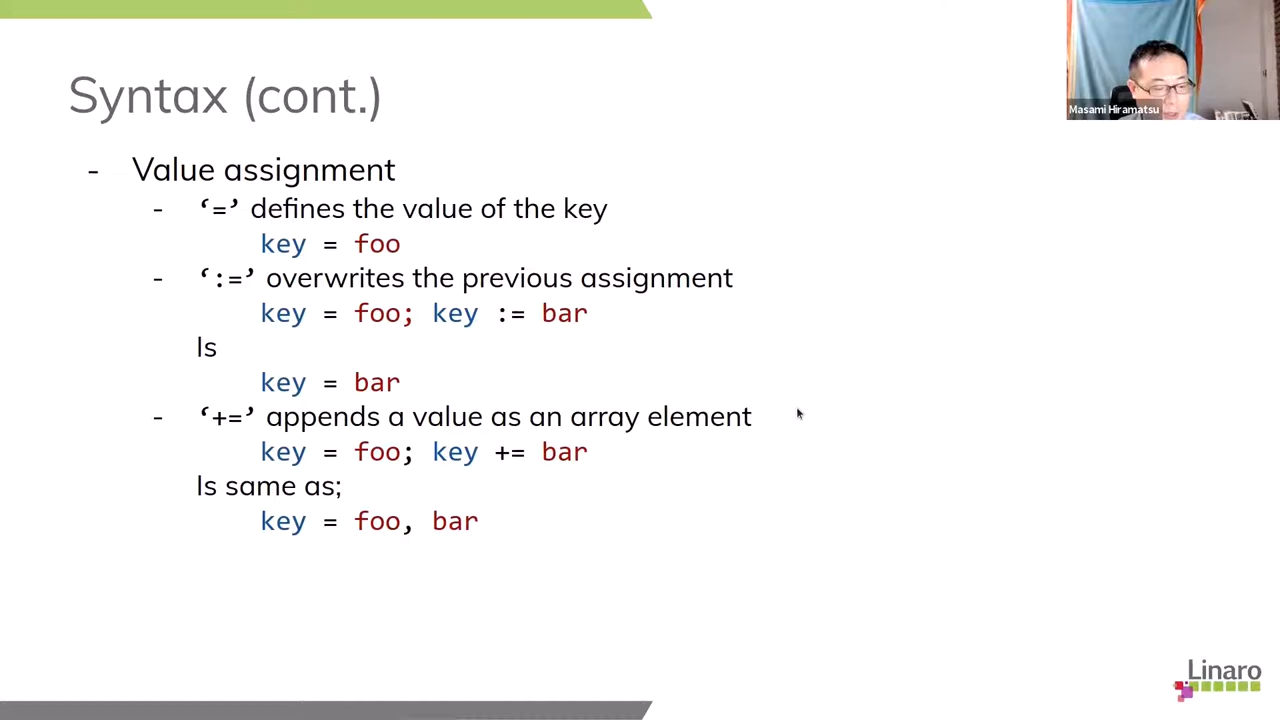 Syntax (cont.)
Masami Hiramatsu
- Value assignment
- ‘=’ defines the value of the key
key = foo
- ‘:=’ overwrites the previous assignment
key = foo; key := bar
Is
key = bar
- ‘+=’ appends a value as an array element
key = foo; key += bar
Is same as;
key = foo, bar
Linaro